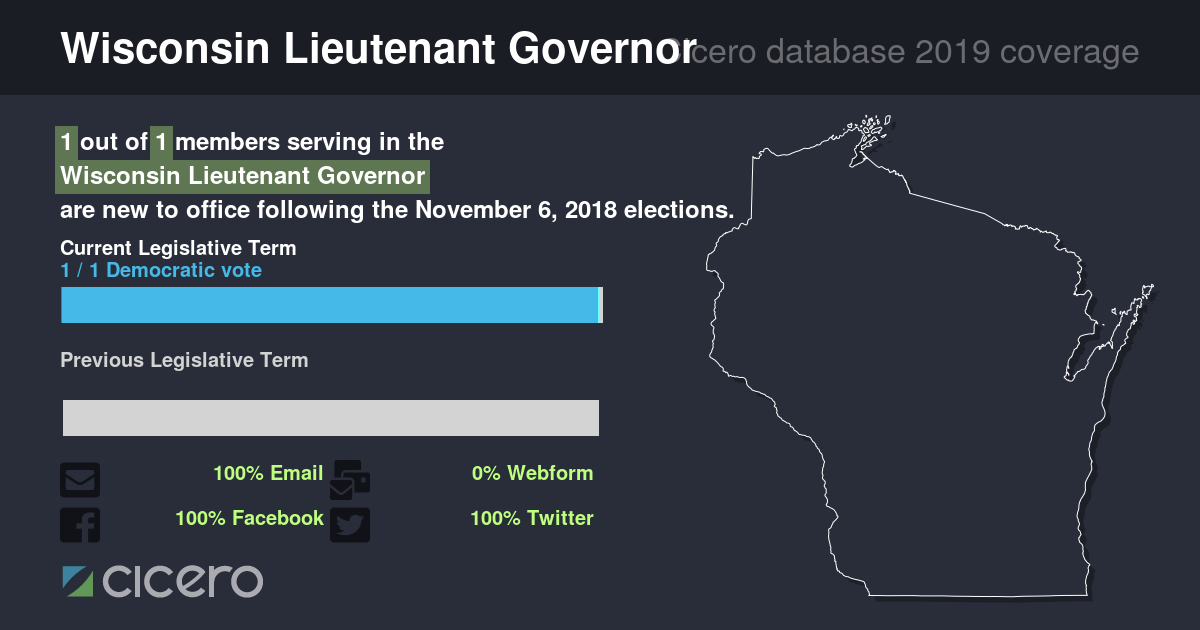 Wisconsin Lieutenant Governor
Cicero database 2019 coverage
1 out of 1 members serving in the
Wisconsin Lieutenant Governor
are new to office following the November 6, 2018 elections.
Current Legislative Term
1 / 1 Democratic vote
Previous Legislative Term
100% Email
0% Webform
100% Facebook
100% Twitter
cicero